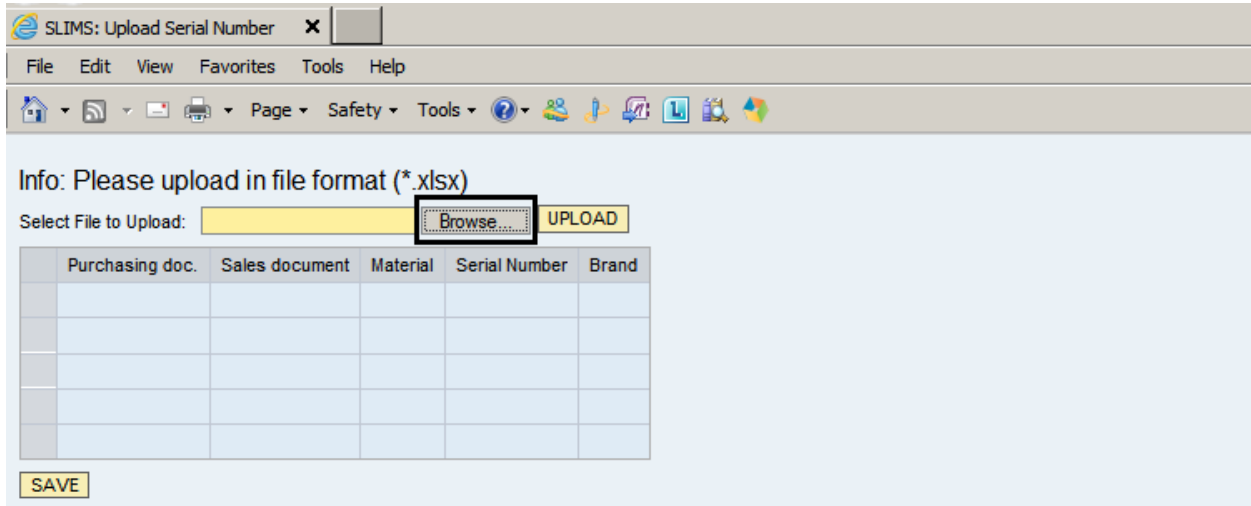 SLIMS: Upload Serial Number
File Edit View Favorites Tools Help
Page Safety Tools
Info: Please upload in file format (*.xlsx)
Select File to Upload: Browse... UPLOAD
Purchasing doc. Sales document Material Serial Number Brand
SAVE